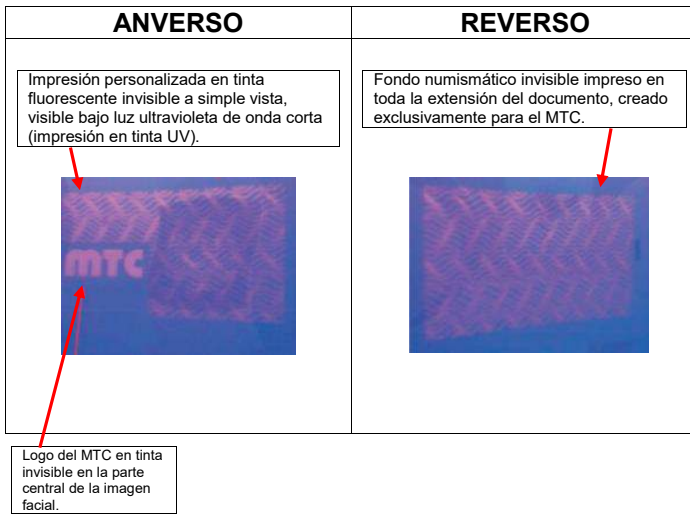 ANVERSO
REVERSO
Impresión personalizada en tinta
fluorescente invisible a simple vista,
visible bajo luz ultravioleta de onda corta
(impresión en tinta UV).
Fondo numismático invisible impreso en
toda la extensión del documento, creado
exclusivamente para el MTC.
mTC
Logo del MTC en tinta
invisible en la parte
central de la imagen
facial.